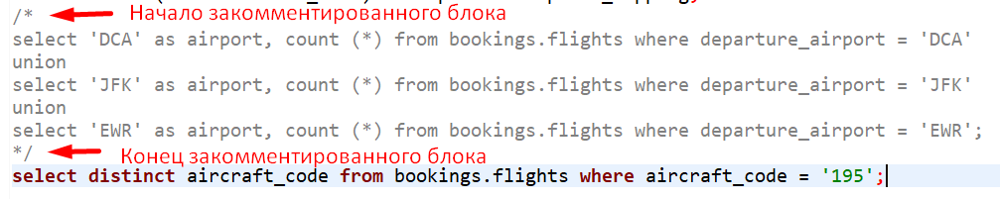 /* Начало закомментированного блока
select 'DCA' as airport, count (*) from bookings.flights where departure_airport = 'DCA'
union
select 'JFK' as airport, count (*) from bookings.flights where departure_airport = 'JFK'
union
select 'EWR' as airport, count (*) from bookings.flights where departure_airport = 'EWR';
*/ Конец закомментированного блока
select distinct aircraft_code from bookings.flights where aircraft_code = '195';